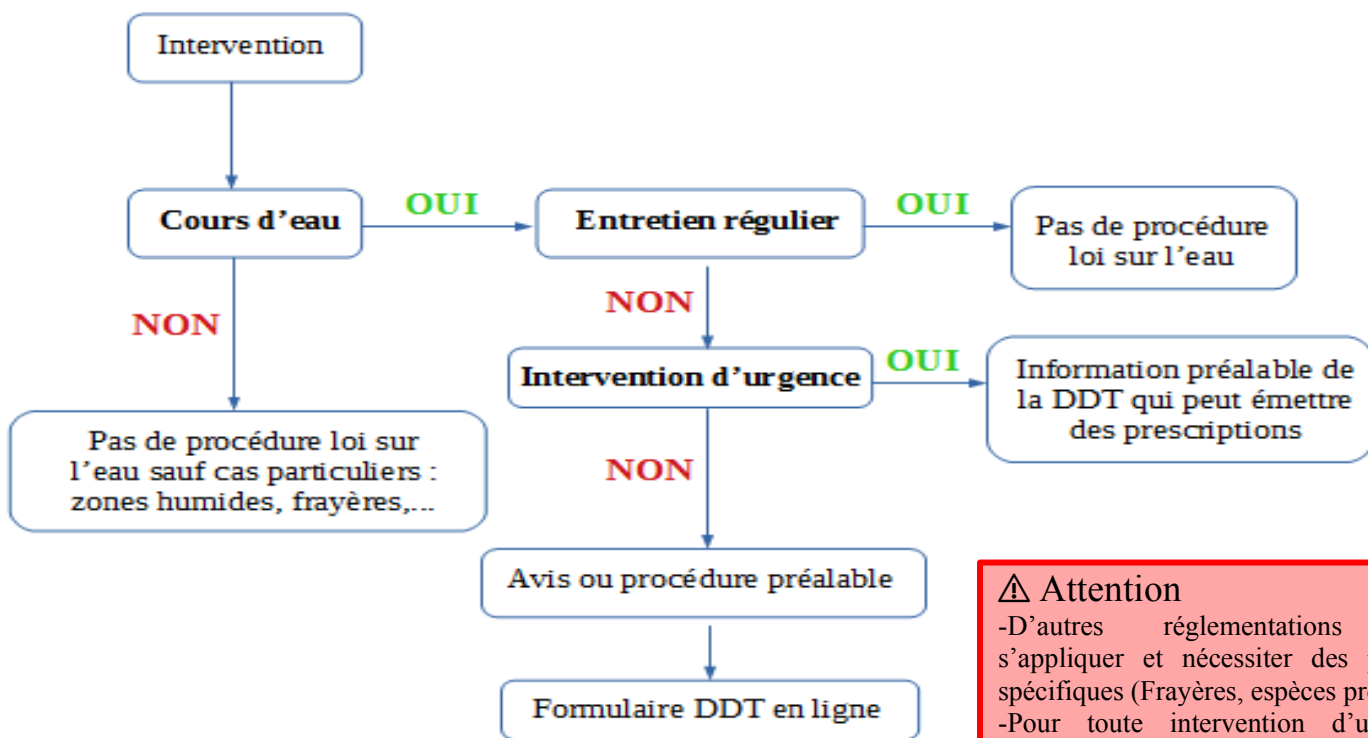 Intervention
Cours d'eau
OUI
Entretien régulier
OUI
Pas de procédure
loi sur l'eau
NON
NON
Intervention d'urgence
OUI
Information préalable de
la DDT qui peut émettre
des prescriptions
Pas de procédure loi sur
l'eau sauf cas particuliers :
zones humides, frayères,...
NON
Avis ou procédure préalable
Formulaire DDT en ligne
⚠ Attention
-D'autres réglementations
s'appliquer et nécessiter des
spécifiques (Frayères, espèces
-Pour toute intervention